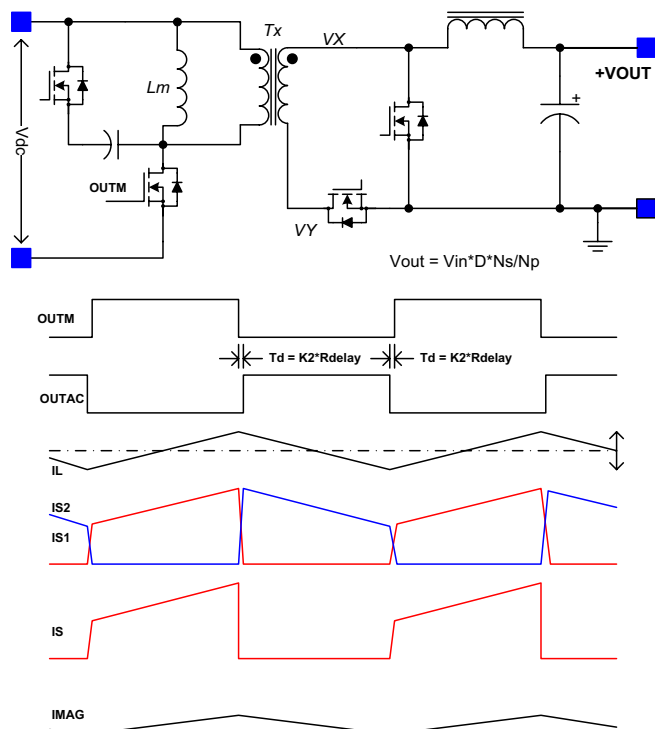 Tx
VX
Lm
+VOUT
+
Vdc
OUTM
VY
Vout = Vin*D*Ns/Np
OUTM
Td = K2*Rdelay
Td = K2*Rdelay
OUTAC
IL
IS2
IS1
IS
IMAG